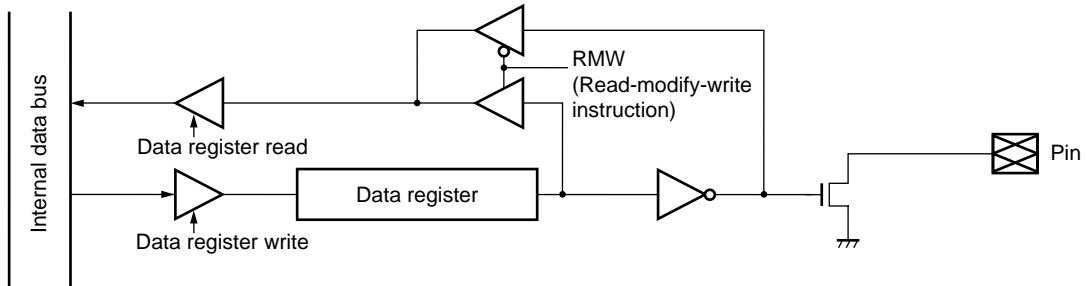 Internal data bus
RMW
(Read-modify-write
instruction)
Data register read
Pin
Data register
Data register write